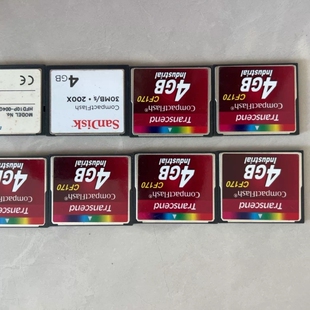 CE
MODEL No
SanDisk
CompactFlash®
30MB/s • 200X
4GB
Transcend
CompactFlash®
4GB
Industrial
CF170
Transcend
CompactFlash®
4GB
Industrial
CF170
Transcend
CompactFlash®
4GB
Industrial
Transcend
CompactFlash®
4GB
Industrial
CF170
Transcend
CompactFlash®
4GB
Industrial
CF170
Transcend
CompactFlash®
4GB
Industrial
CF170